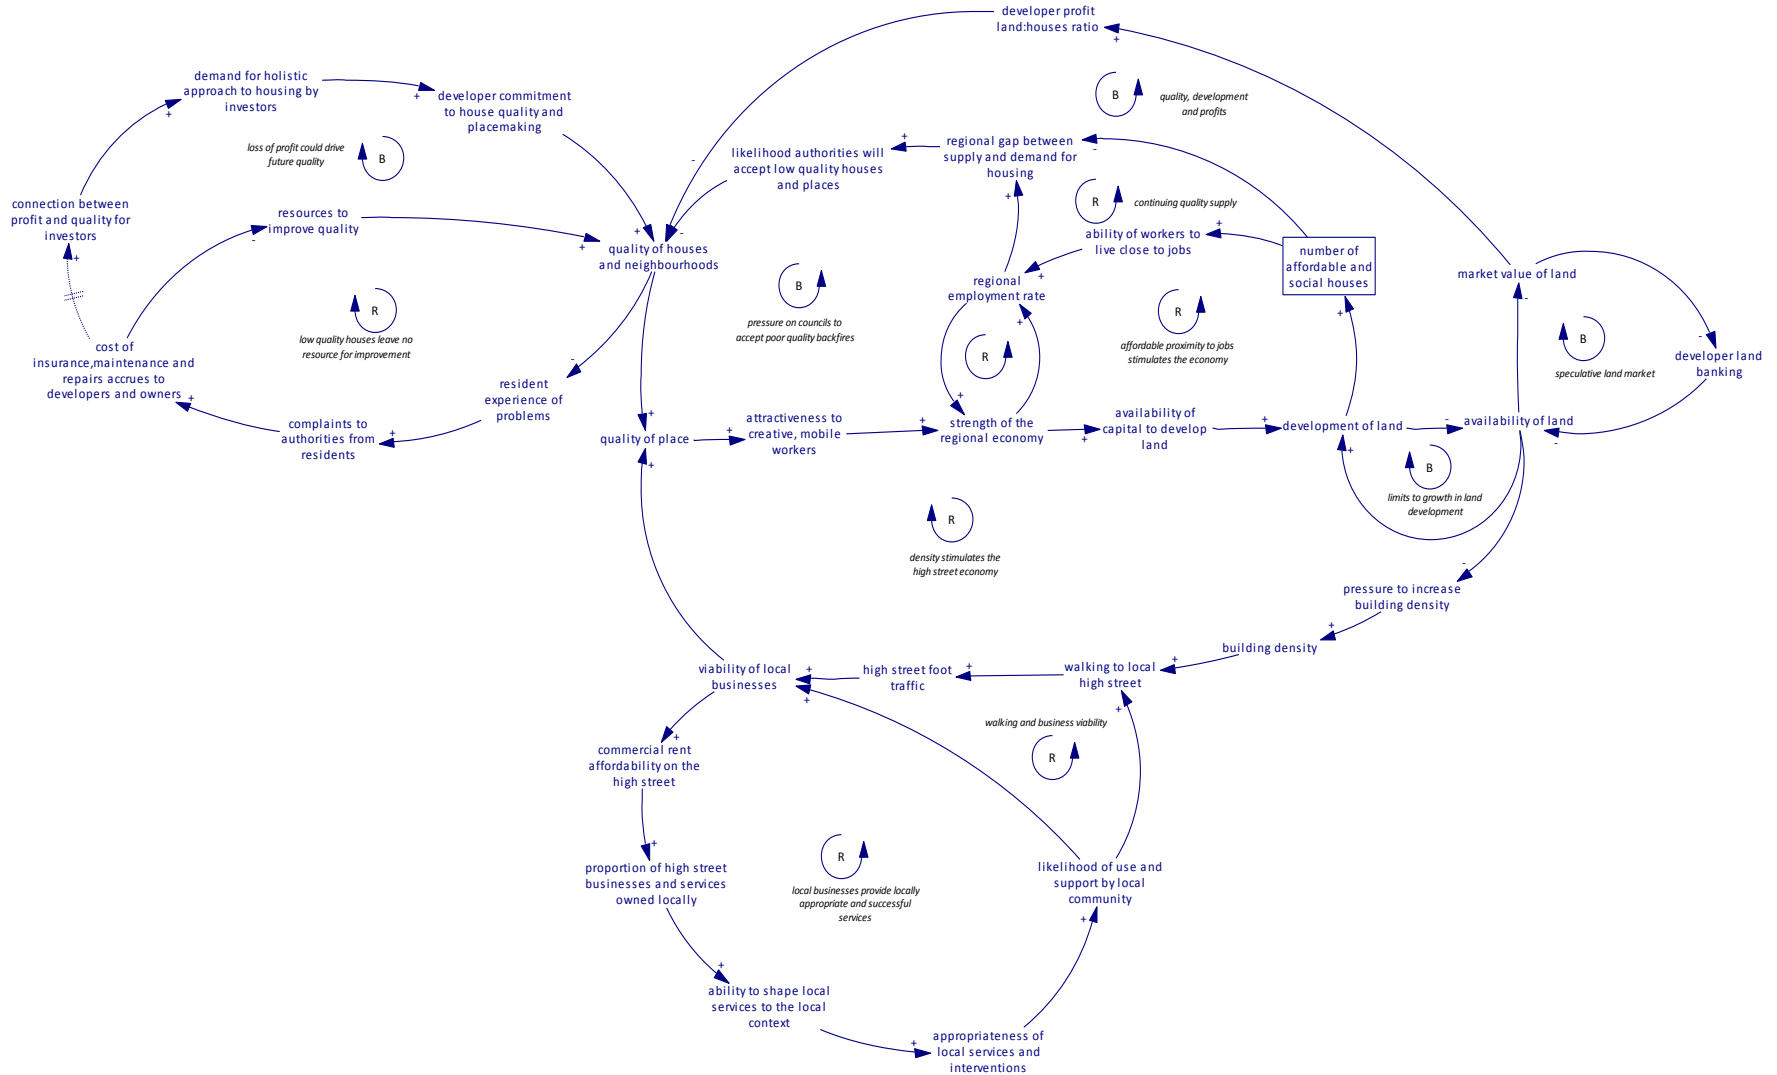 developer profit
land:houses ratio
+
demand for holistic
approach to housing by
investors
+
+
developer commitment
to house quality and
placemaking
B
quality, development
and profits
loss of profit could drive
future quality
B
likelihood authorities will
accept low quality houses
and places
+
regional gap between
supply and demand for
housing
-
-
connection between
profit and quality for
investors
+
resources to
improve quality
-
+
+
-
quality of houses
and neighbourhoods
R
continuing quality supply
+
ability of workers to
live close to jobs
+
+
number of
affordable and
social houses
+
market value of land
-
regional
employment rate
+
B
pressure on councils to
accept poor quality backfires
R
low quality houses leave no
resource for improvement
R
R
affordable proximity to jobs
stimulates the economy
B
speculative land market
-
developer land
banking
cost of
insurance,maintenance and
repairs accrues to
developers and owners
+
-
resident
experience of
problems
+
complaints to
authorities from
residents
+
quality of place
+
+
attractiveness to
creative, mobile
workers
+
+
strength of the
regional economy
+
availability of
capital to develop
land
+
development of land
+
-
availability of land
-
B
limits to growth in land
development
R
density stimulates the
high street economy
-
pressure to increase
building density
+
building density
+
walking to local
high street
+
+
high street foot
traffic
+
+
viability of local
businesses
+
commercial rent
affordability on the
high street
+
walking and business viability
R
proportion of high street
businesses and services
owned locally
+
R
local businesses provide locally
appropriate and successful
services
likelihood of use and
support by local
community
+
ability to shape local
services to the local
context
+
appropriateness of
local services and
interventions